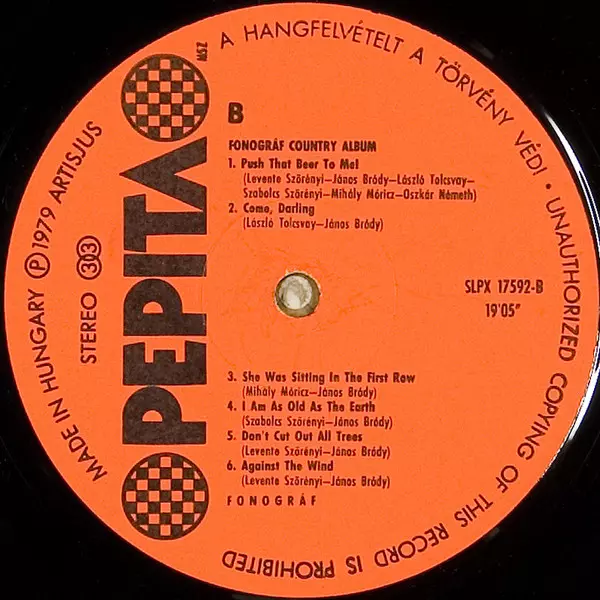 A HANGFELVÉTELT A TÖRVÉNY VÉDI • UNAUTHORIZED COPYING OF THIS RECORD IS PROHIBITED
MADE IN HUNGARY Ⓟ 1979 ARTISJUS
STEREO 33
PEPITA
MSZ
B
FONOGRÁF COUNTRY ALBUM
1. Push That Beer To Me!
(Levente Szörényi–János Bródy–László Tolcsvay–
Szabolcs Szörényi–Mihály Móricz–Oszkár Németh)
2. Come, Darling
(László Tolcsvay–János Bródy)
SLPX 17592-B
19'05"
3. She Was Sitting In The First Row
(Mihály Móricz–János Bródy)
4. I Am As Old As The Earth
(Szabolcs Szörényi–János Bródy)
5. Don't Cut Out All Trees
(Levente Szörényi–János Bródy)
6. Against The Wind
(Levente Szörényi–János Bródy)
FONOGRÁF